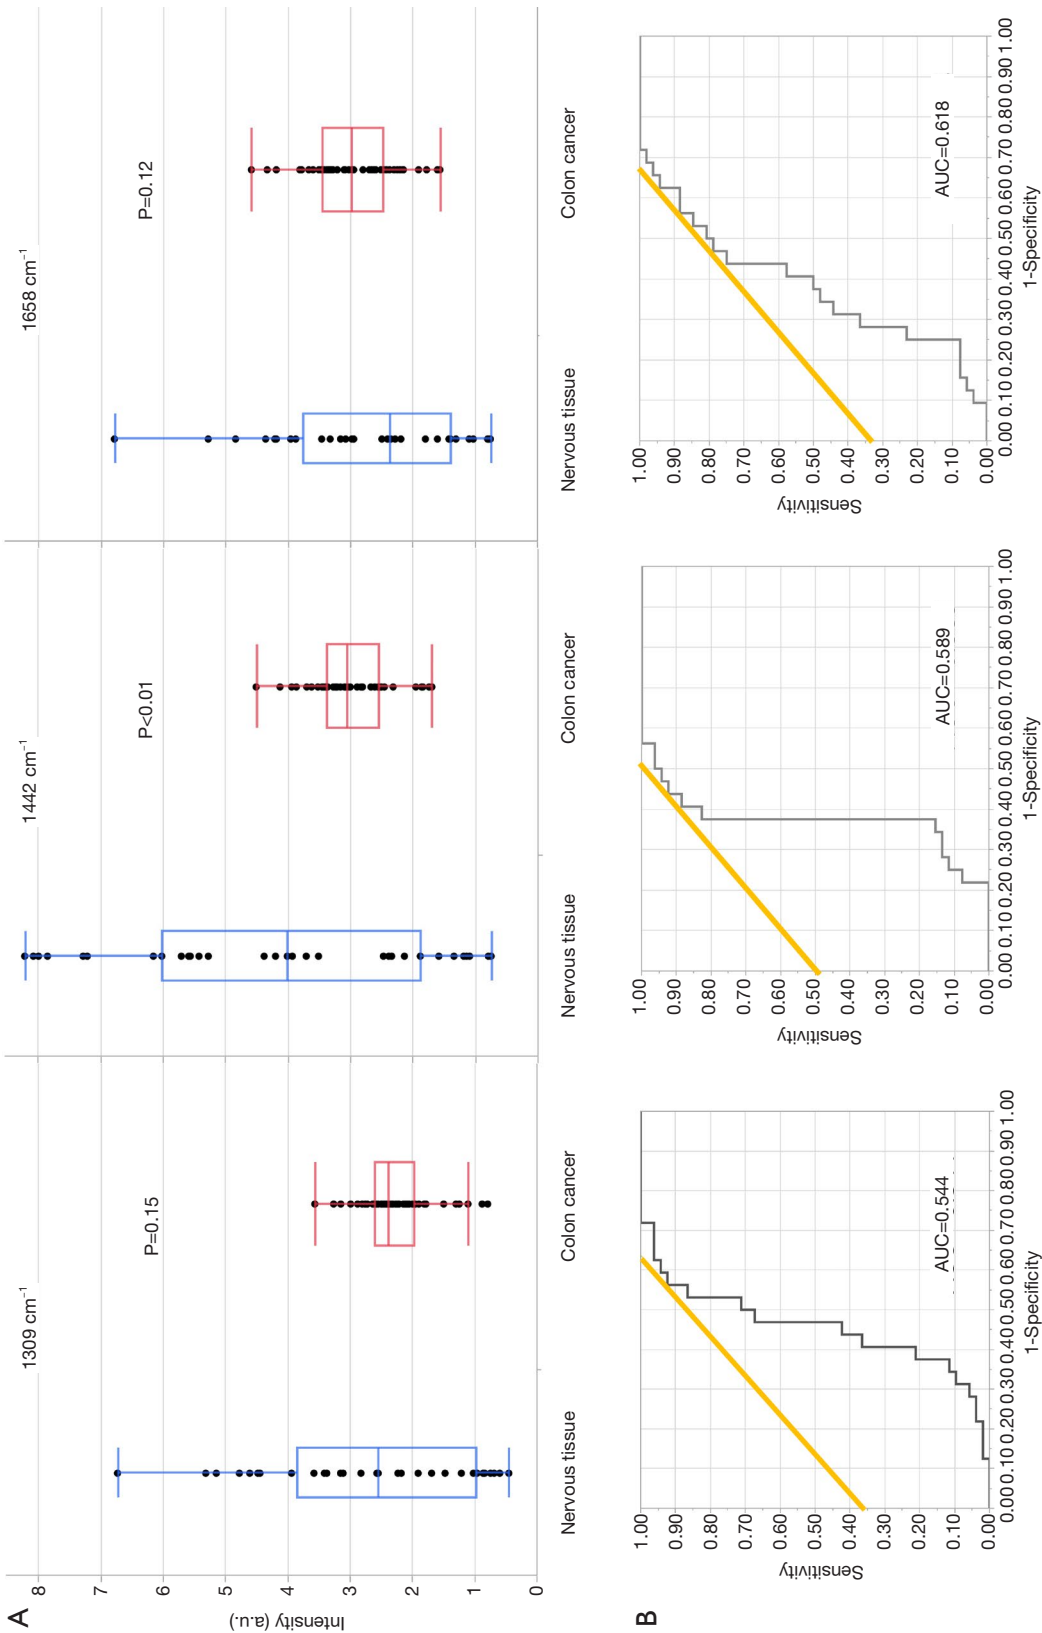 A
1309 cm⁻¹
1442 cm⁻¹
1658 cm⁻¹
P=0.15
P<0.01
P=0.12
Intensity (a.u.)
8
7
6
5
4
3
2
1
0
Nervous tissue
Colon cancer
Nervous tissue
Colon cancer
Nervous tissue
Colon cancer
B
Sensitivity
1.00
0.90
0.80
0.70
0.60
0.50
0.40
0.30
0.20
0.10
0.00
AUC=0.544
0.00 0.10 0.20 0.30 0.40 0.50 0.60 0.70 0.80 0.90 1.00
1-Specificity
Sensitivity
1.00
0.90
0.80
0.70
0.60
0.50
0.40
0.30
0.20
0.10
0.00
AUC=0.589
0.00 0.10 0.20 0.30 0.40 0.50 0.60 0.70 0.80 0.90 1.00
1-Specificity
Sensitivity
1.00
0.90
0.80
0.70
0.60
0.50
0.40
0.30
0.20
0.10
0.00
AUC=0.618
0.00 0.10 0.20 0.30 0.40 0.50 0.60 0.70 0.80 0.90 1.00
1-Specificity